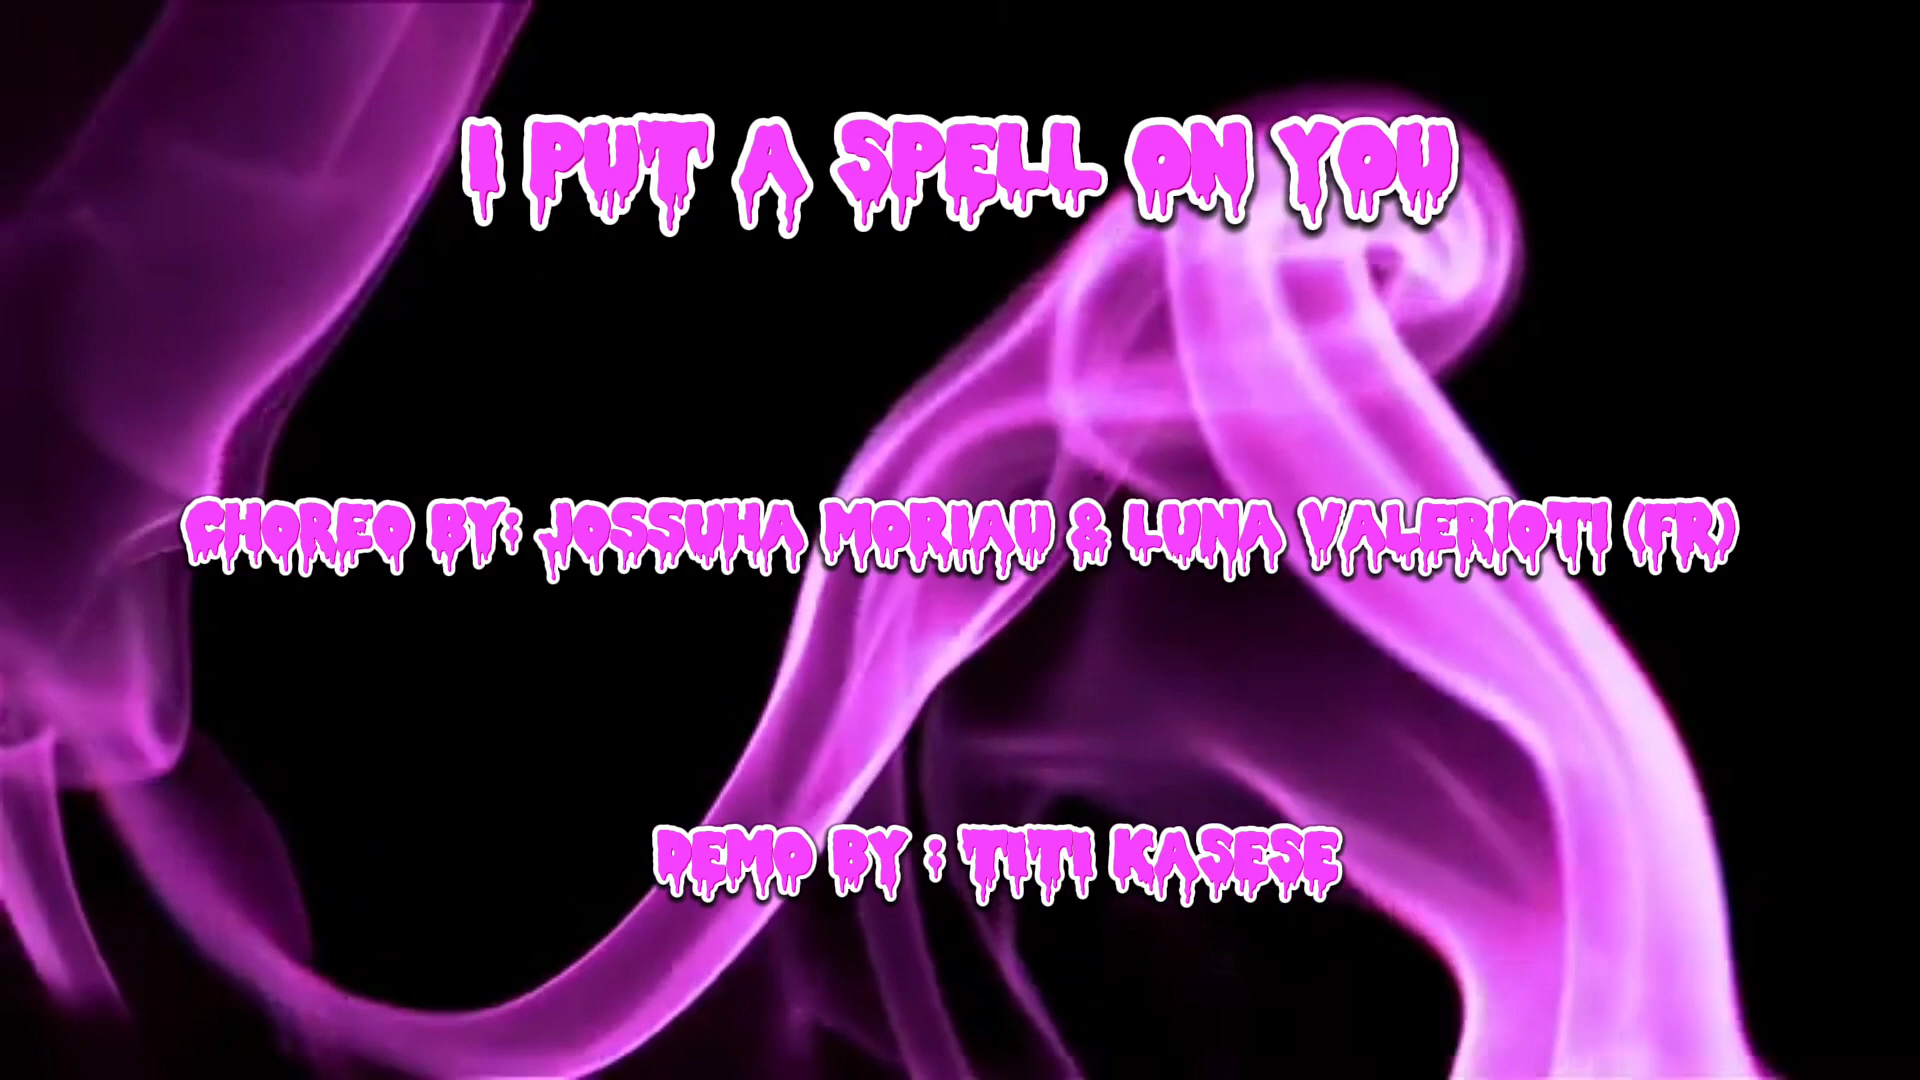 I PUT A SPELL ON YOU
CHOREO BY: JOSSUHA MORIAU & LUNA VALERIOTI (FR)
DEMO BY : TITI KASESE